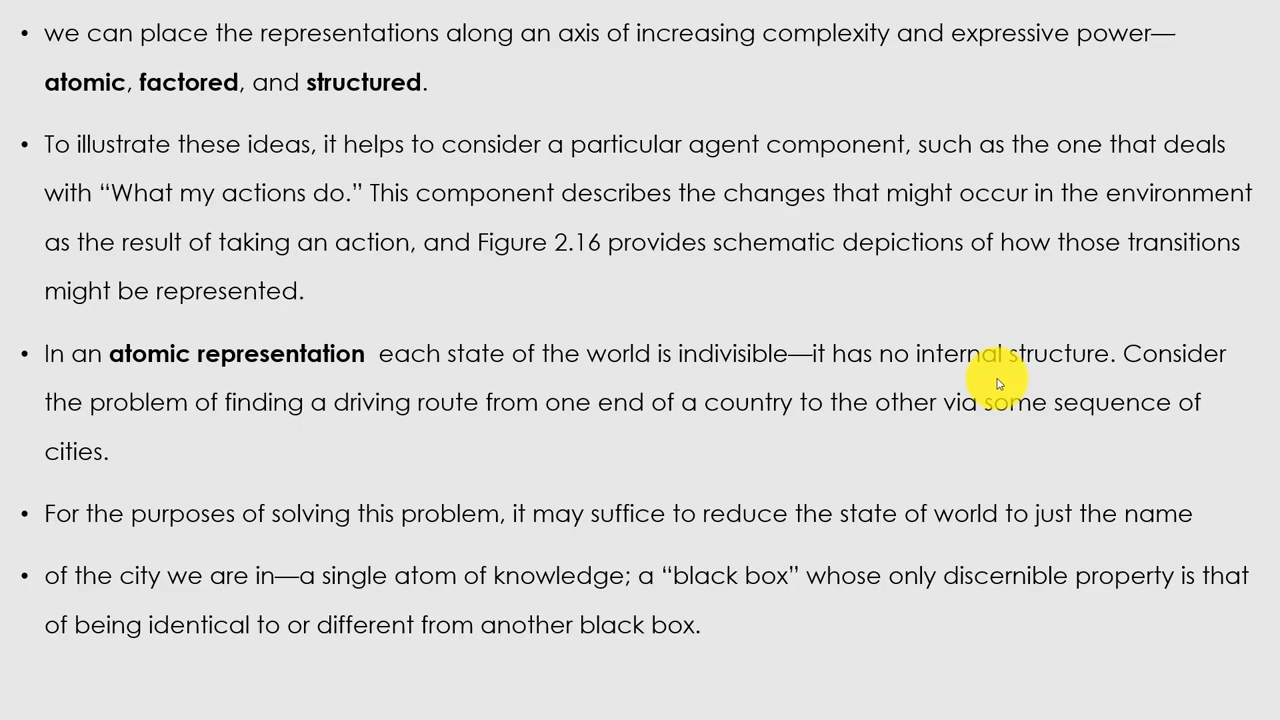 • we can place the representations along an axis of increasing complexity and expressive power—
atomic, factored, and structured.
• To illustrate these ideas, it helps to consider a particular agent component, such as the one that deals
with “What my actions do.” This component describes the changes that might occur in the environment
as the result of taking an action, and Figure 2.16 provides schematic depictions of how those transitions
might be represented.
• In an atomic representation each state of the world is indivisible—it has no internal structure. Consider
the problem of finding a driving route from one end of a country to the other via some sequence of
cities.
• For the purposes of solving this problem, it may suffice to reduce the state of world to just the name
• of the city we are in—a single atom of knowledge; a “black box” whose only discernible property is that
of being identical to or different from another black box.